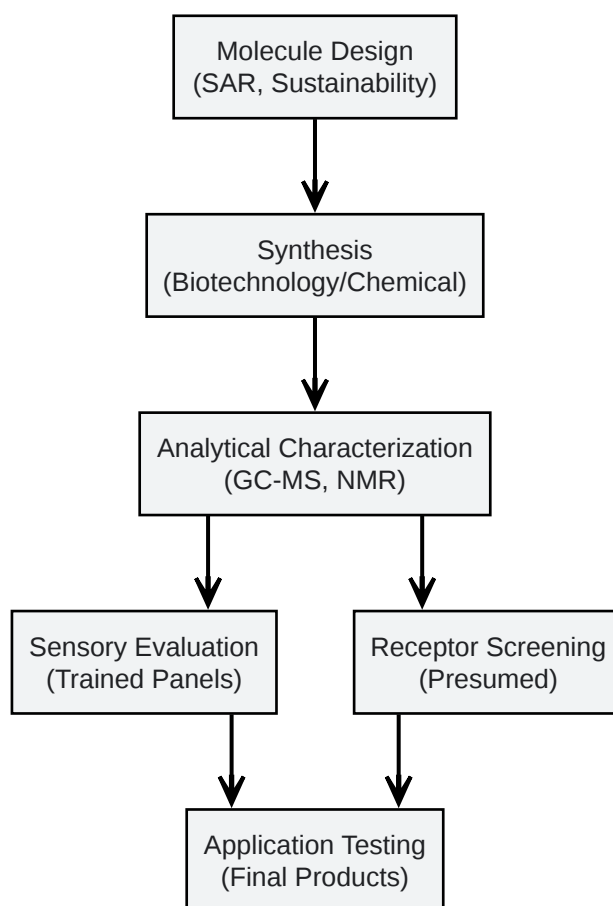 Molecule Design
(SAR, Sustainability)
Synthesis
(Biotechnology/Chemical)
Analytical Characterization
(GC-MS, NMR)
Sensory Evaluation
(Trained Panels)
Receptor Screening
(Presumed)
Application Testing
(Final Products)